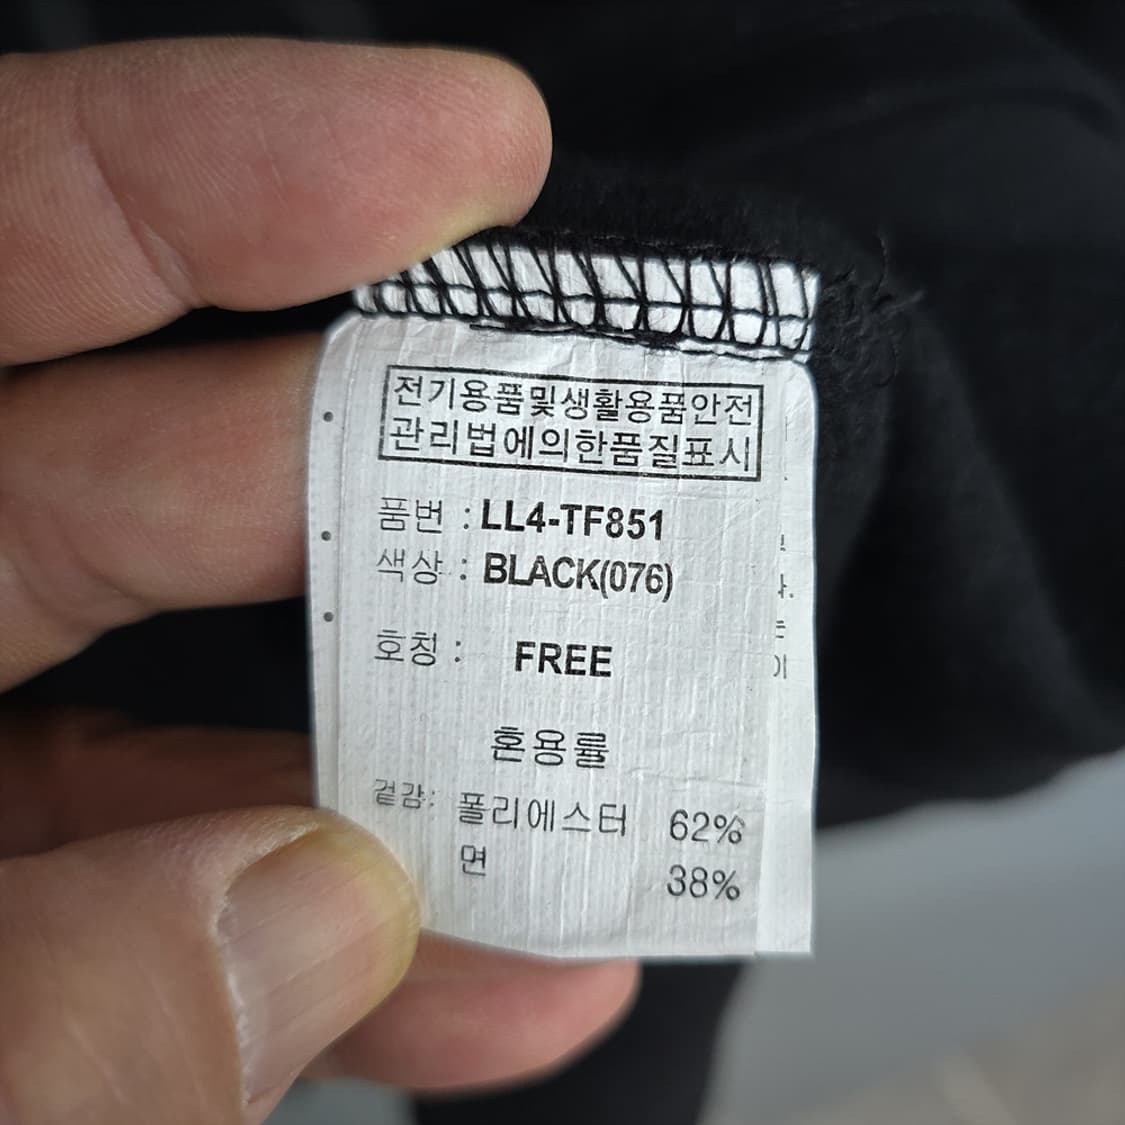 전기용품및생활용품안전
관리법에의한품질표시
품번 : LL4-TF851
색상 : BLACK(076)
호칭 : FREE
혼용률
겉감: 폴리에스터 62%
면 38%